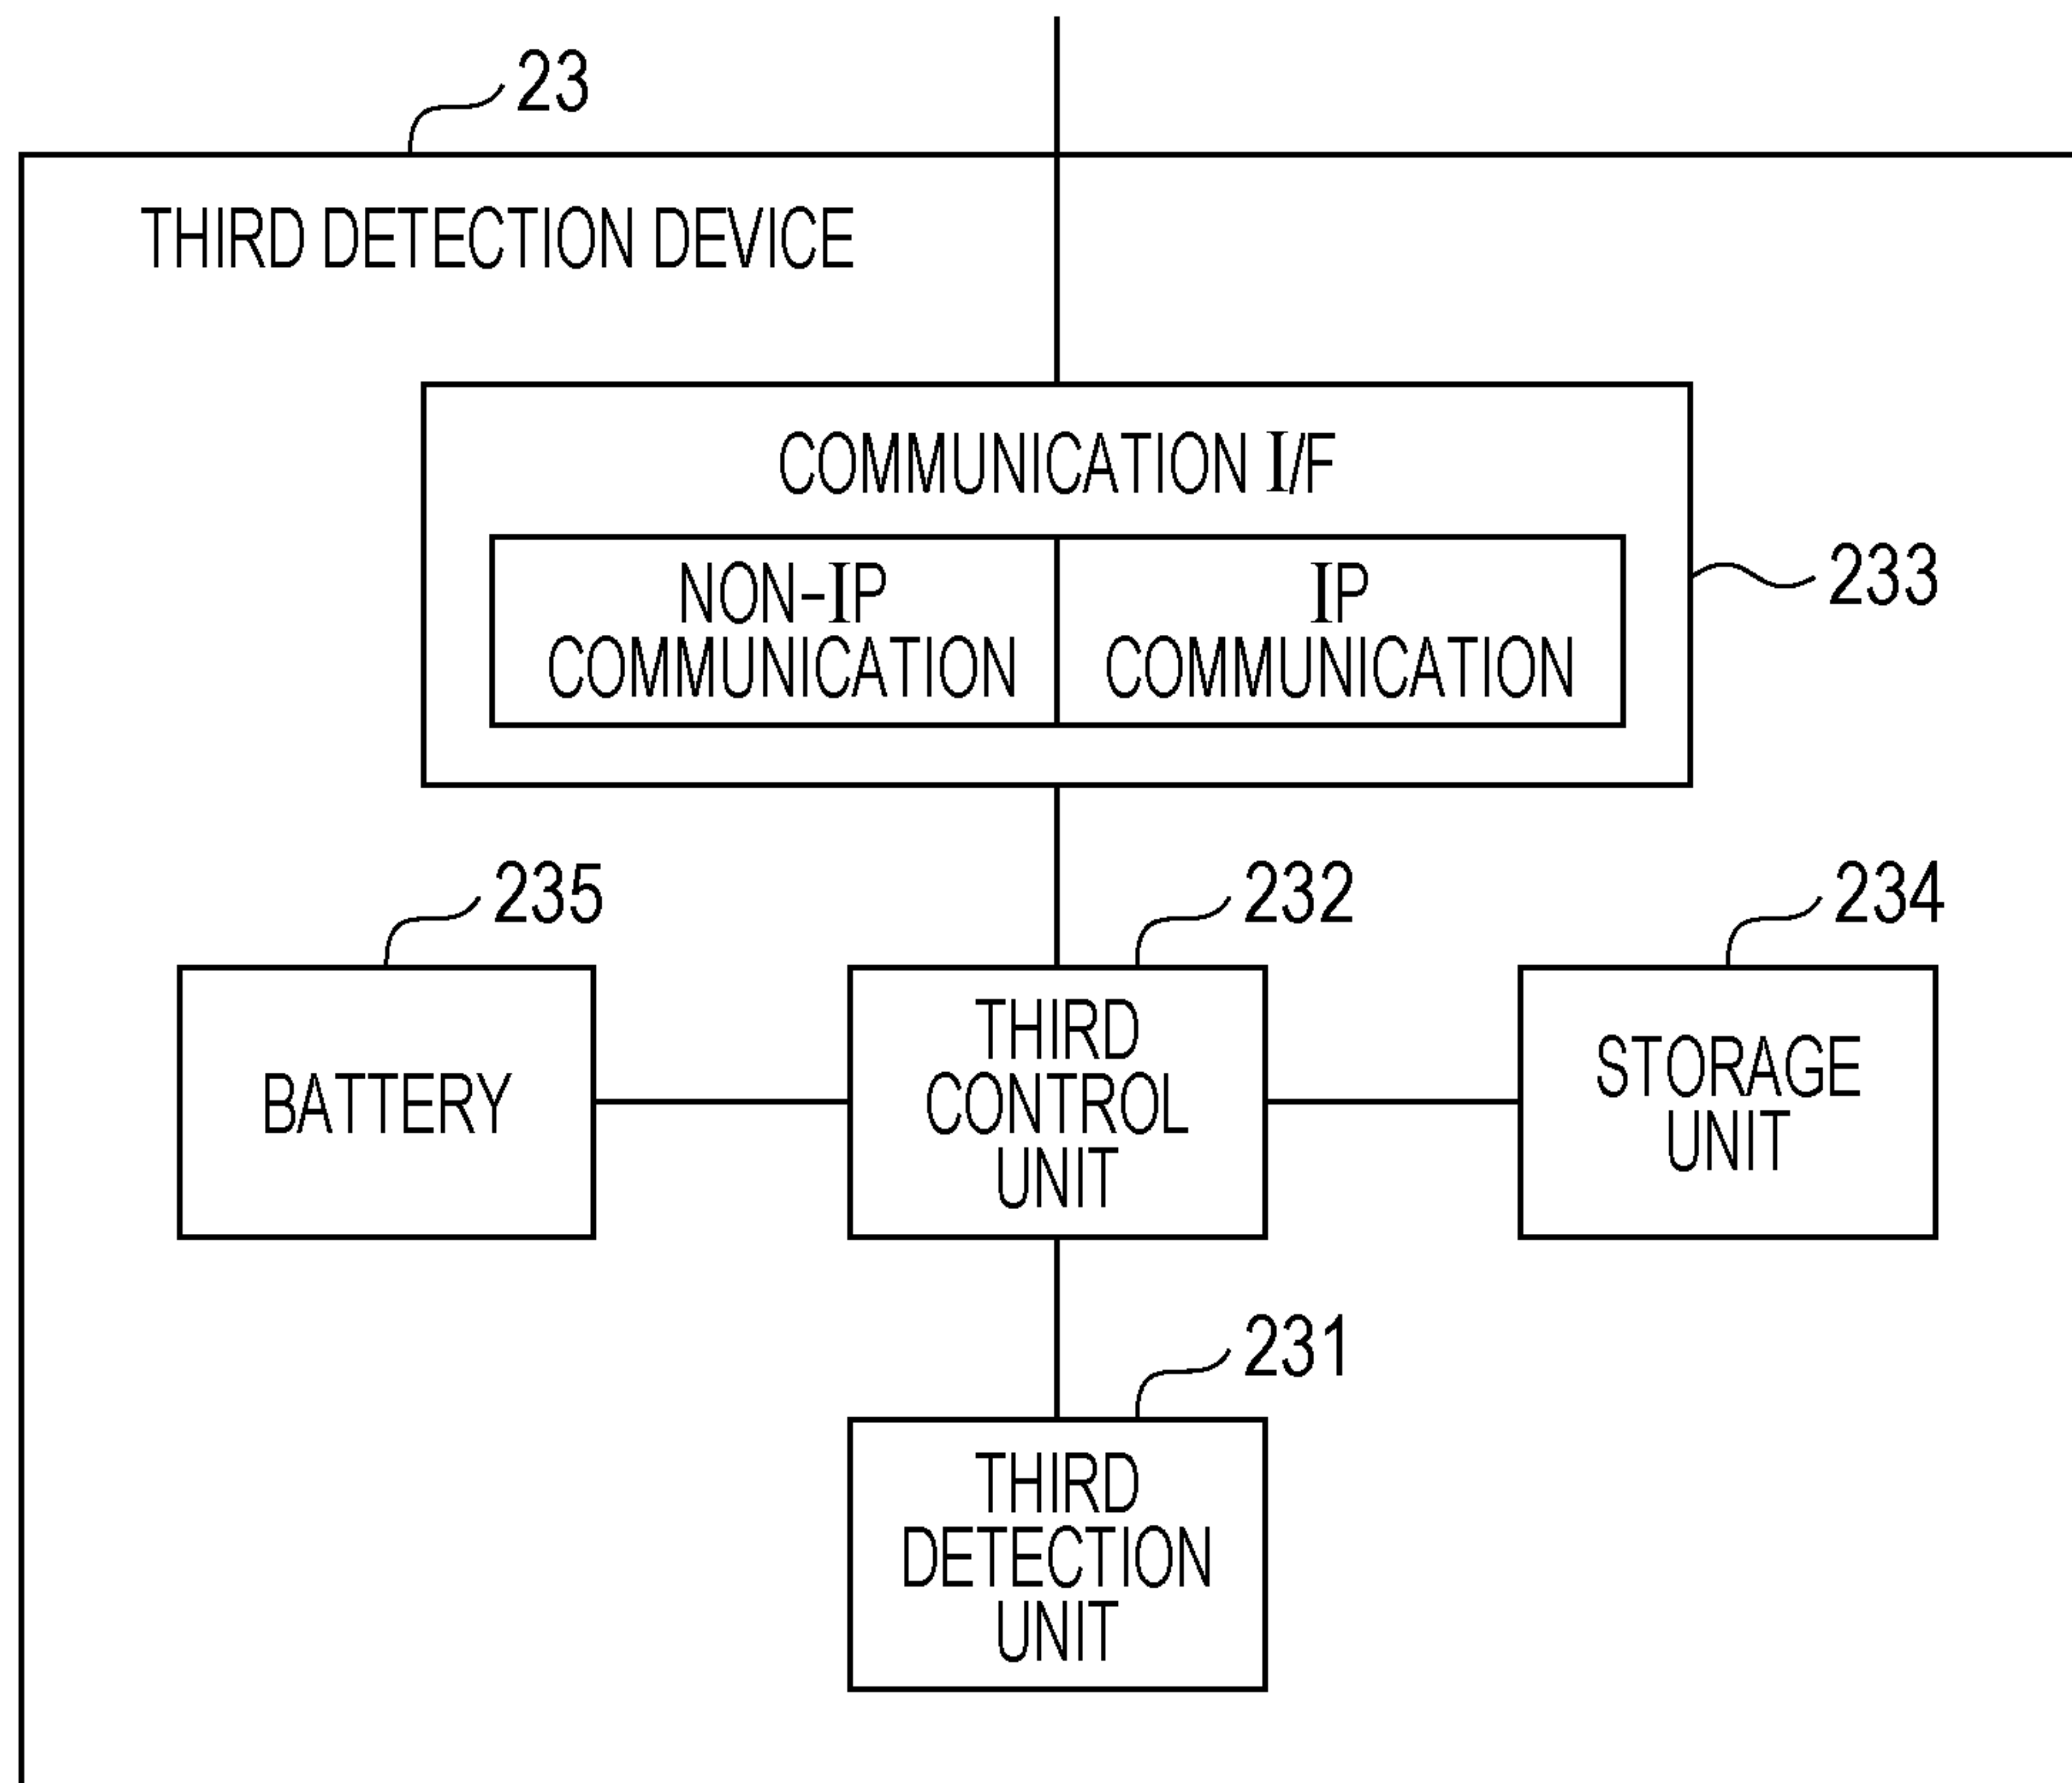 23
THIRD DETECTION DEVICE
COMMUNICATION I/F
NON-IP
COMMUNICATION
IP
COMMUNICATION
233
235
232
234
BATTERY
THIRD
CONTROL
UNIT
STORAGE
UNIT
231
THIRD
DETECTION
UNIT